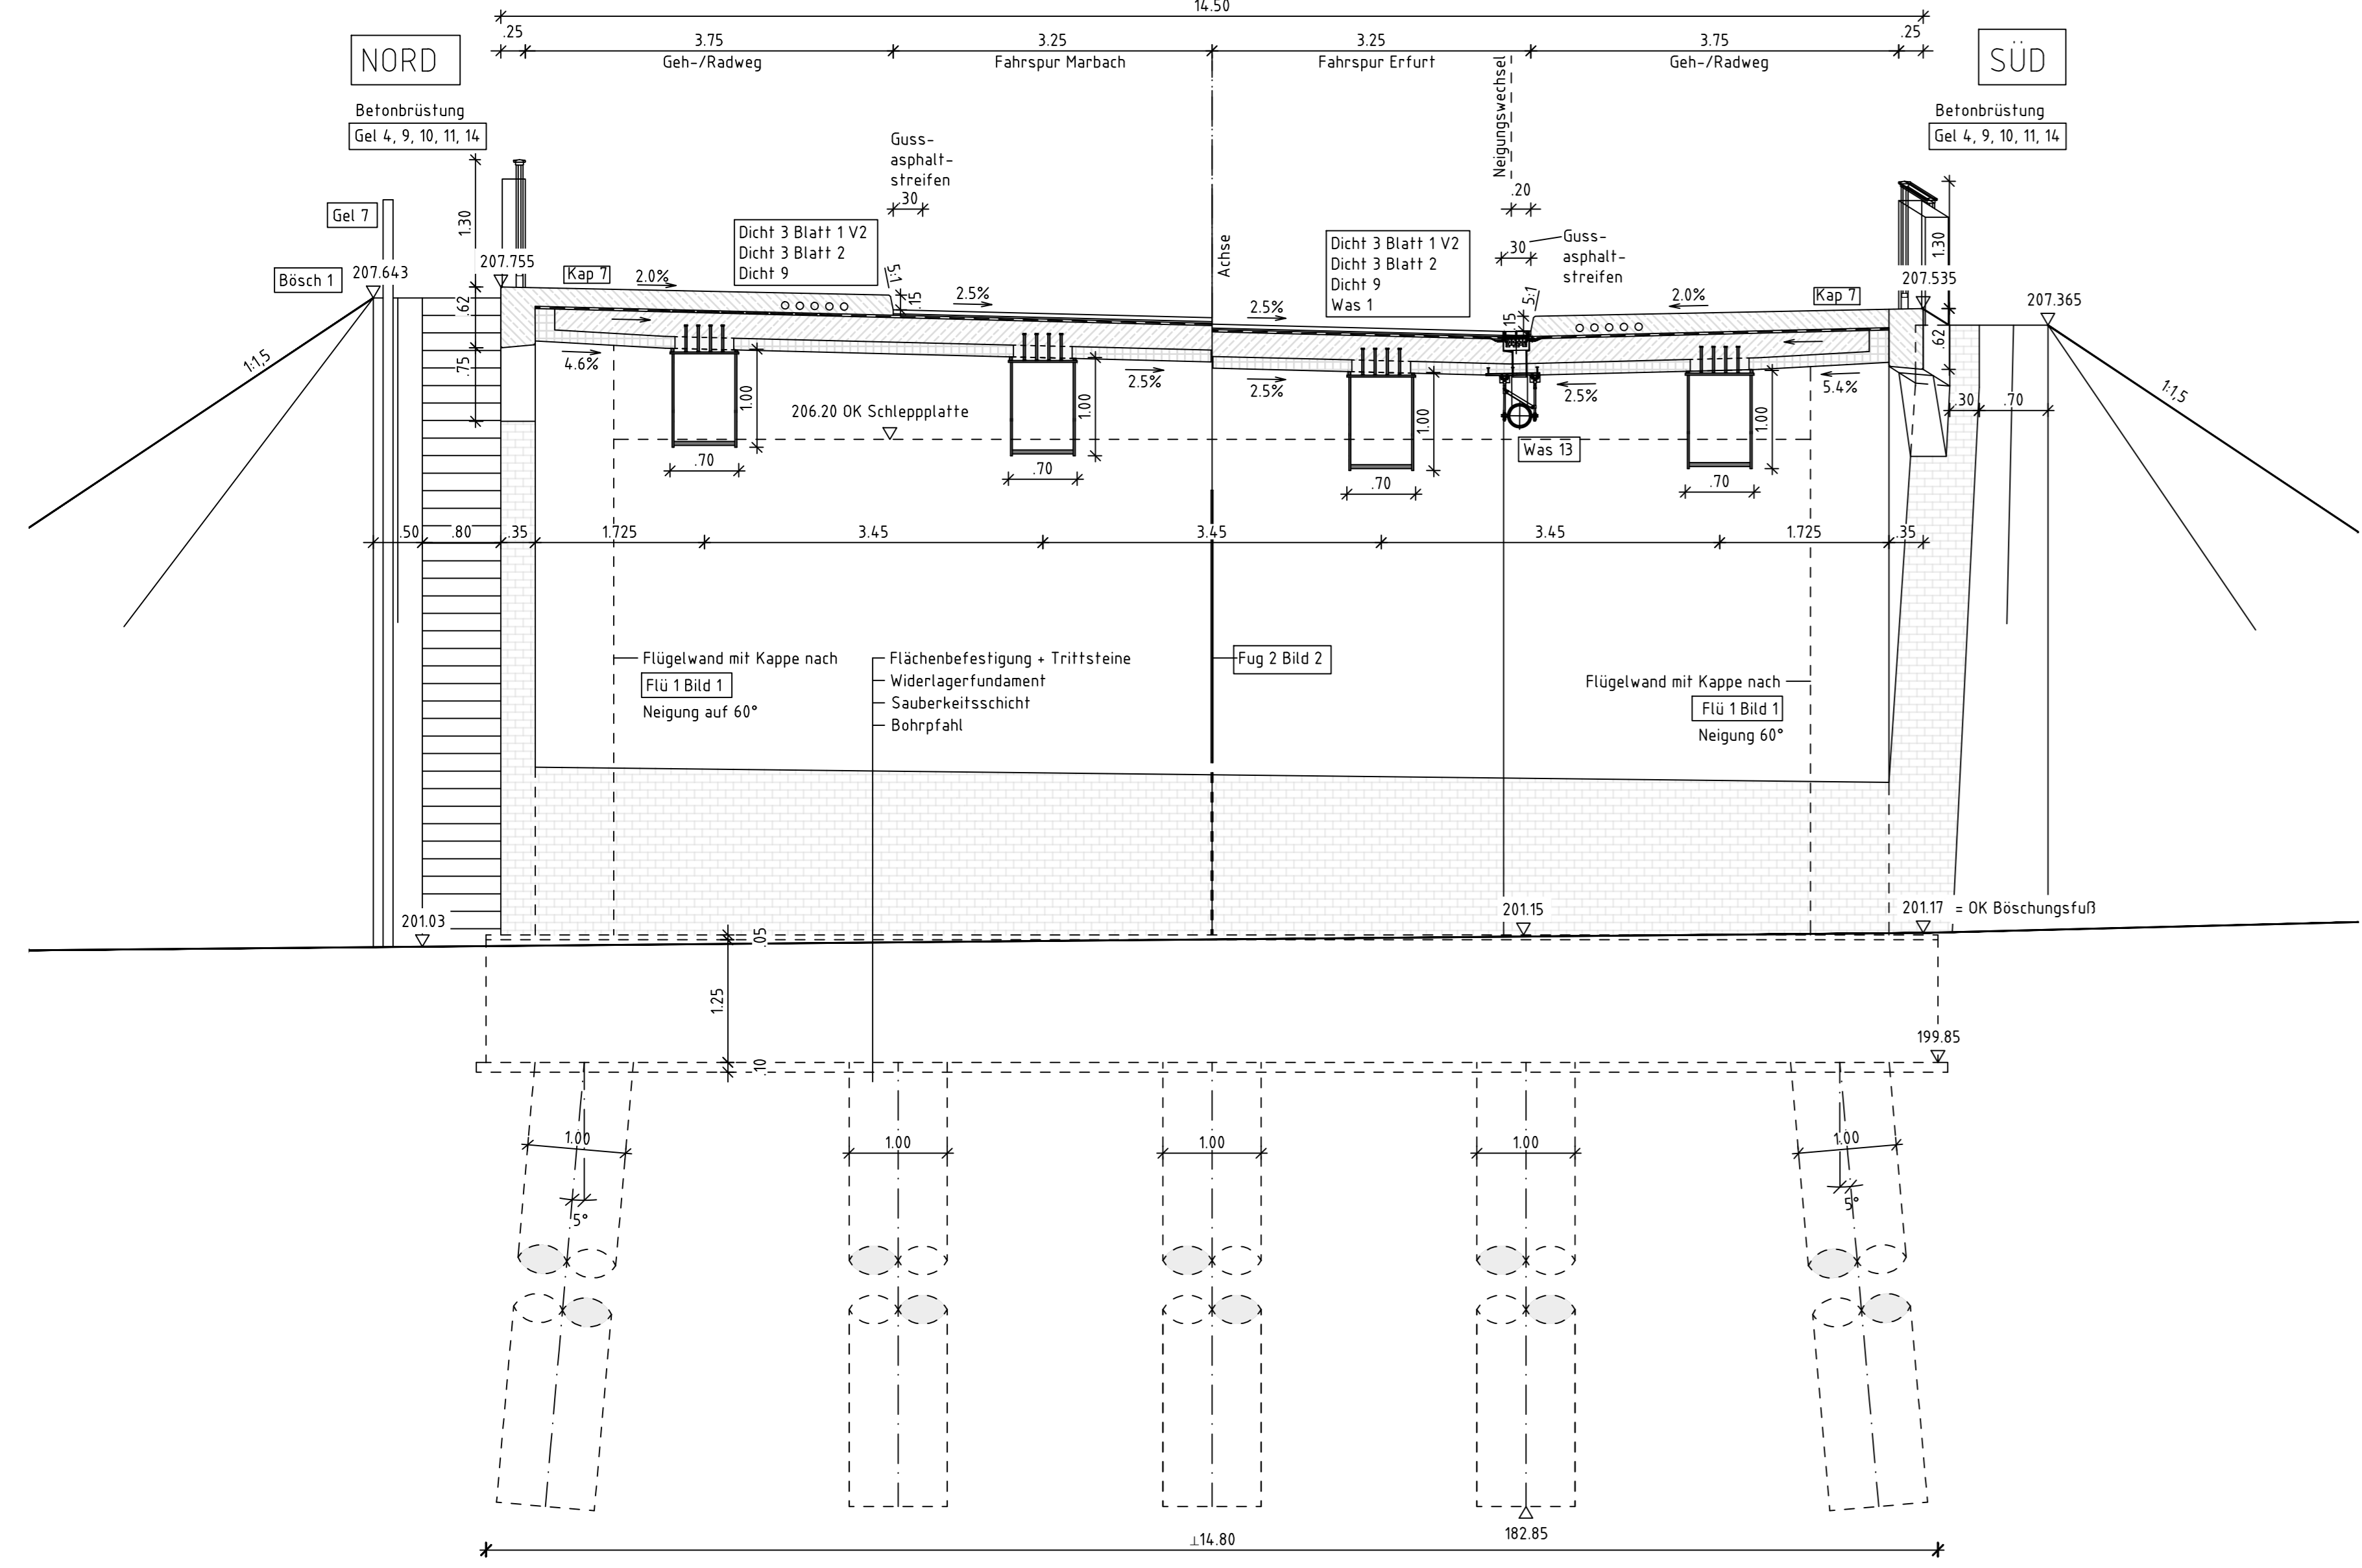 14.50
.25
3.75
3.25
3.25
3.75
.25
NORD
Geh-/Radweg
Fahrspur Marbach
Fahrspur Erfurt
Geh-/Radweg
SÜD
Neigungswechsel
Betonbrüstung
Gel 4, 9, 10, 11, 14
Betonbrüstung
Gel 4, 9, 10, 11, 14
Guss-
asphalt-
streifen
.30
.20
Gel 7
1.30
Dicht 3 Blatt 1 V2
Dicht 3 Blatt 2
Dicht 9
Achse
Dicht 3 Blatt 1 V2
Dicht 3 Blatt 2
Dicht 9
Was 1
.30
Guss-
asphalt-
streifen
1.30
Bösch 1
207.643
207.755
Kap 7
2.0%
5:1
.15
2.5%
2.5%
5:1
.15
2.0%
Kap 7
207.535
207.365
.62
.75
.62
1:1,5
4.6%
1.00
2.5%
1.00
2.5%
1.00
2.5%
1.00
5.4%
1:1,5
.30
.70
206.20 OK Schleppplatte
Was 13
.70
.70
.70
.70
.50
.80
.35
1.725
3.45
3.45
3.45
1.725
.35
Flügelwand mit Kappe nach
Flü 1 Bild 1
Neigung auf 60°
Flächenbefestigung + Trittsteine
Widerlagerfundament
Sauberkeitsschicht
Bohrpfahl
Fug 2 Bild 2
Flügelwand mit Kappe nach
Flü 1 Bild 1
Neigung 60°
201.03
201.15
201.17 = OK Böschungsfuß
.05
1.25
.10
199.85
1.00
1.00
1.00
1.00
1.00
5°
5°
182.85
⊥14.80